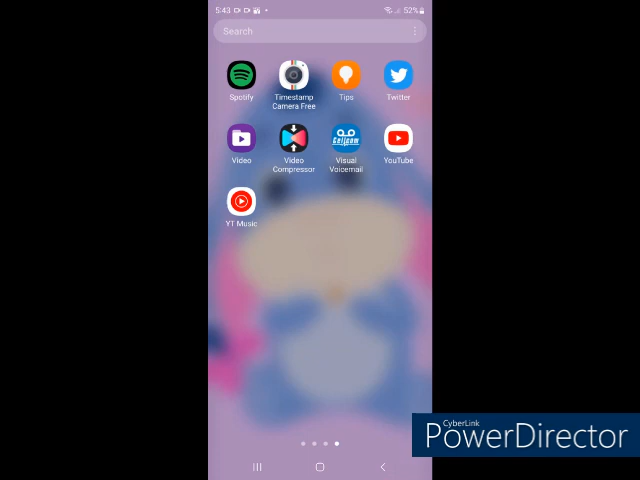 5:43
52%
Search
Spotify
Timestamp Camera Free
Tips
Twitter
Video
Video Compressor
Cellcom
Visual Voicemail
YouTube
YT Music
CyberLink
PowerDirector